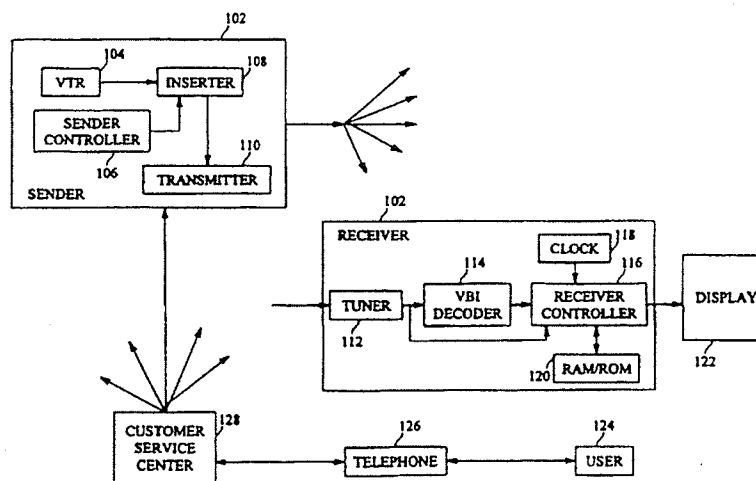 102
104
VTR
108
INSERTER
SENDER
CONTROLLER
106
110
TRANSMITTER
SENDER
102
RECEIVER
118
CLOCK
114
116
TUNER
112
VBI
DECODER
RECEIVER
CONTROLLER
120
RAM/ROM
DISPLAY
122
128
CUSTOMER
SERVICE
CENTER
126
TELEPHONE
124
USER